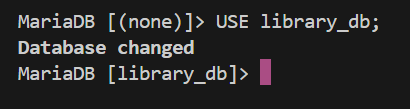 MariaDB [(none)]> USE library_db;
Database changed
MariaDB [library_db]>